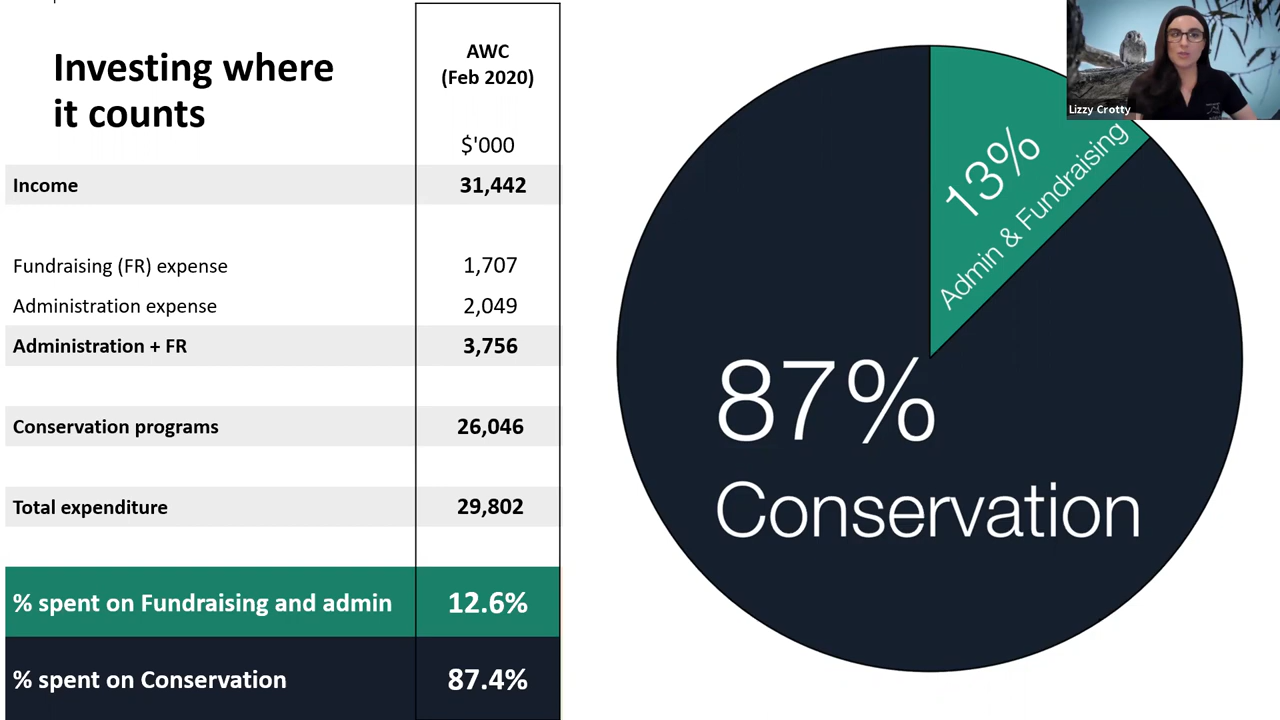 Investing where
it counts
AWC
(Feb 2020)
$'000
Income 31,442
Fundraising (FR) expense 1,707
Administration expense 2,049
Administration + FR 3,756
Conservation programs 26,046
Total expenditure 29,802
% spent on Fundraising and admin 12.6%
% spent on Conservation 87.4%
13%
Admin & Fundraising
87%
Conservation
Lizzy Crotty